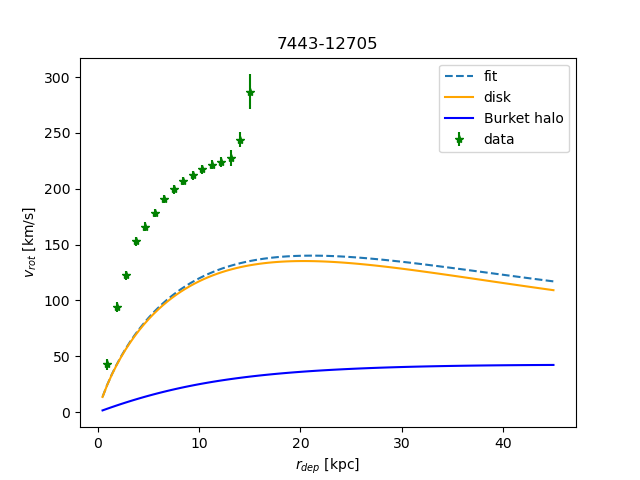 7443-12705
fit
disk
Burket halo
data
300
250
200
150
100
50
0
v_rot [km/s]
0 10 20 30 40
r_dep [kpc]